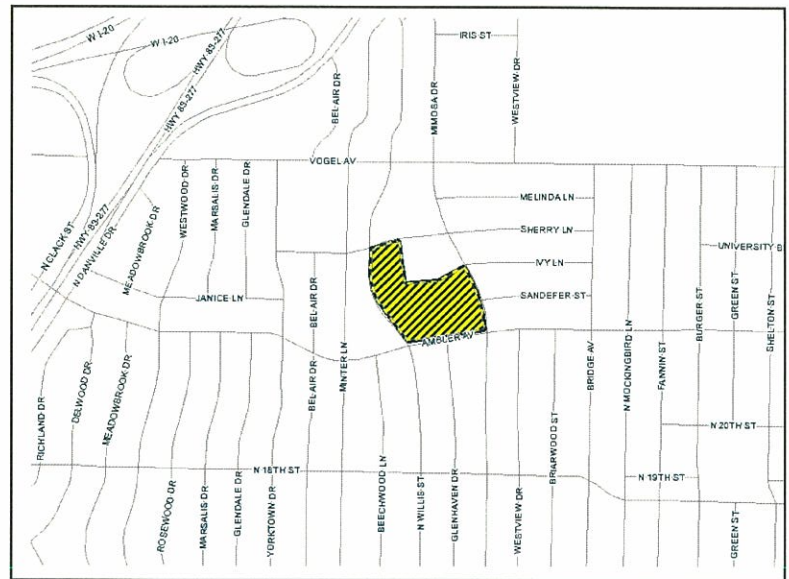 W I-20
W I-20
HWY 83-277
HWY 83-277
BEL AIR DR
MIMOSA DR
IRIS ST
WESTVIEW DR
VOGEL AV
N CLACK ST
HWY 83-277
N DANVILLE DR
MEADOWBROOK DR
WESTWOOD DR
MARSALIS DR
GLENDALE DR
MELINDA LN
SHERRY LN
IVY LN
SANDEFER ST
UNIVERSITY B
JANICE LN
BEL AIR DR
AMBLER AV
BRIDGE AV
N MOCKINGBIRD LN
FANNIN ST
BURGER ST
GREEN ST
SHELTON ST
RICHLAND DR
DELWOOD DR
MEADOWBROOK DR
BEL AIR DR
MINTER LN
BRIARWOOD ST
N 20TH ST
N 18TH ST
N 19TH ST
ROSEWOOD DR
MARSALIS DR
GLENDALE DR
YORKTOWN DR
BEECHWOOD LN
N WILLIS ST
GLENHAVEN DR
WESTVIEW DR
GREEN ST